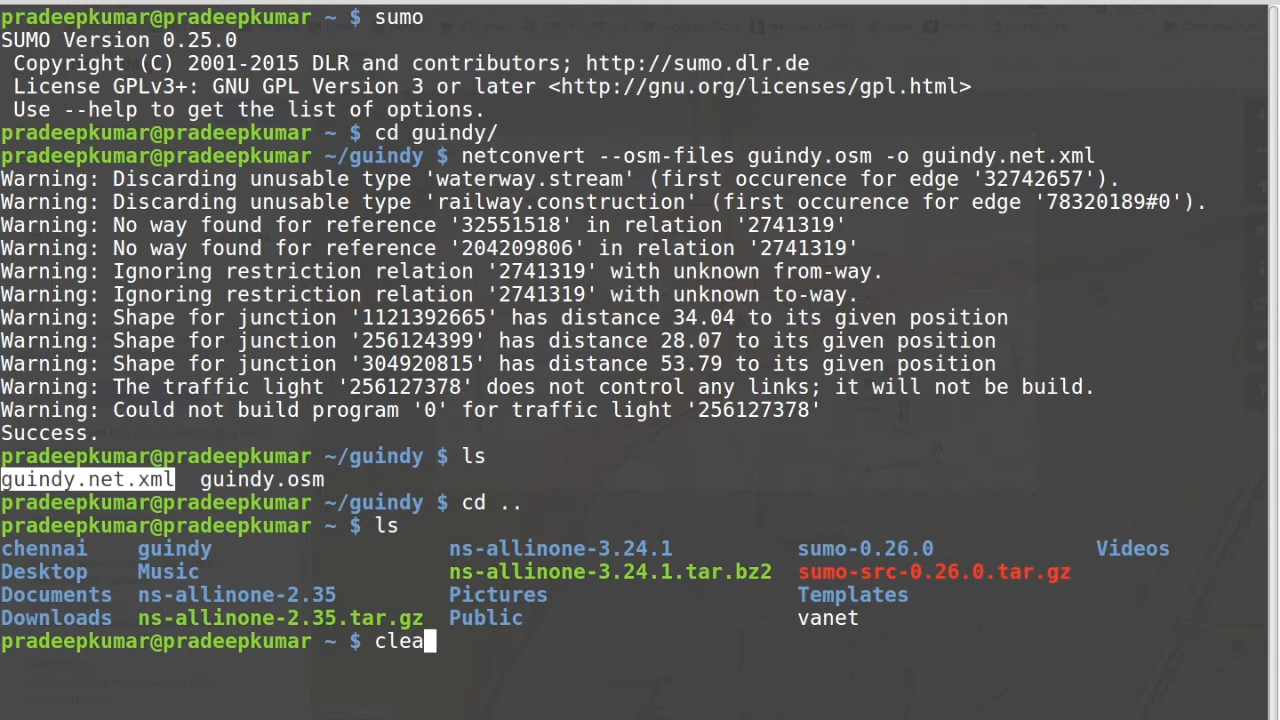 pradeepkumar@pradeepkumar ~ $ sumo
SUMO Version 0.25.0
Copyright (C) 2001-2015 DLR and contributors; http://sumo.dlr.de
License GPLv3+: GNU GPL Version 3 or later <http://gnu.org/licenses/gpl.html>
Use --help to get the list of options.
pradeepkumar@pradeepkumar ~ $ cd guindy/
pradeepkumar@pradeepkumar ~/guindy $ netconvert --osm-files guindy.osm -o guindy.net.xml
Warning: Discarding unusable type 'waterway.stream' (first occurence for edge '32742657').
Warning: Discarding unusable type 'railway.construction' (first occurence for edge '78320189#0').
Warning: No way found for reference '32551518' in relation '2741319'
Warning: No way found for reference '204209806' in relation '2741319'
Warning: Ignoring restriction relation '2741319' with unknown from-way.
Warning: Ignoring restriction relation '2741319' with unknown to-way.
Warning: Shape for junction '1121392665' has distance 34.04 to its given position
Warning: Shape for junction '256124399' has distance 28.07 to its given position
Warning: Shape for junction '304920815' has distance 53.79 to its given position
Warning: The traffic light '256127378' does not control any links; it will not be build.
Warning: Could not build program '0' for traffic light '256127378'
Success.
pradeepkumar@pradeepkumar ~/guindy $ ls
guindy.net.xml  guindy.osm
pradeepkumar@pradeepkumar ~/guindy $ cd ..
pradeepkumar@pradeepkumar ~ $ ls
chennai  guindy  ns-allinone-3.24.1  sumo-0.26.0  Videos
Desktop  Music  ns-allinone-3.24.1.tar.bz2  sumo-src-0.26.0.tar.gz
Documents  ns-allinone-2.35  Pictures  Templates
Downloads  ns-allinone-2.35.tar.gz  Public  vanet
pradeepkumar@pradeepkumar ~ $ clea